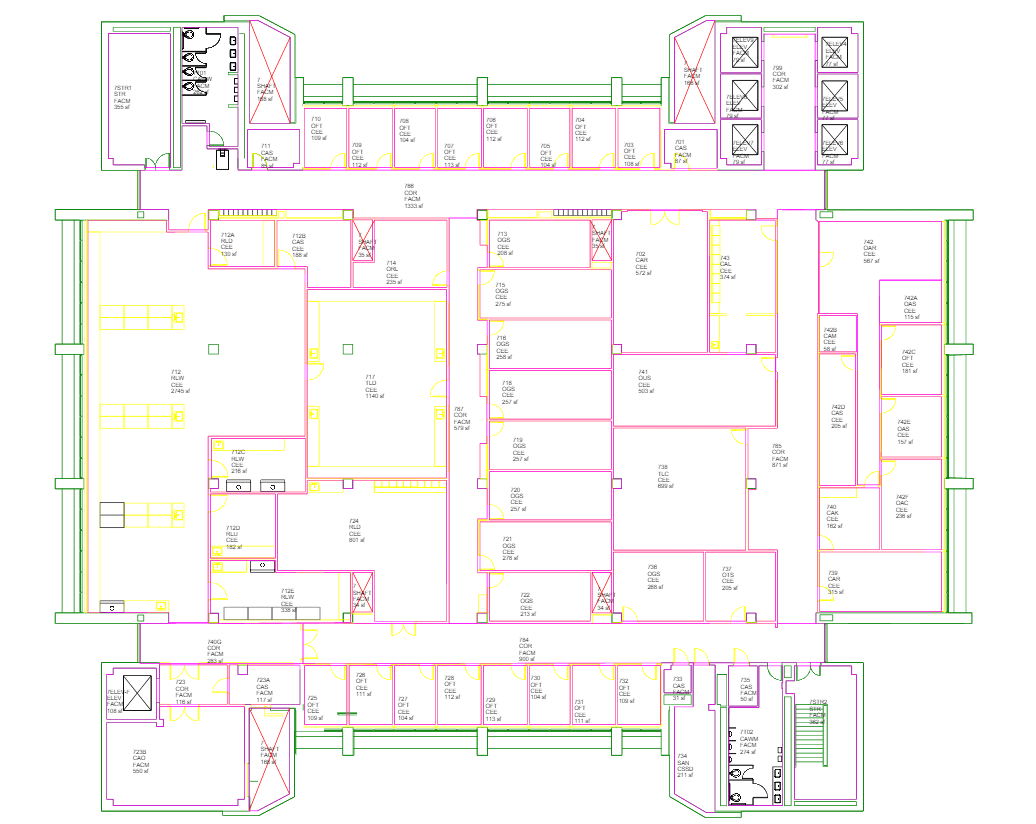 7STR1
STR
FACM
355 sf
7
SHAFT
FACM
168 sf
7
SHAFT
FACM
799
COR
FACM
302 sf
710
OFT
CEE
109 sf
709
OFT
CEE
112 sf
708
OFT
CEE
104 sf
707
OFT
CEE
113 sf
706
OFT
CEE
112 sf
705
OFT
CEE
104 sf
704
OFT
CEE
112 sf
703
OFT
CEE
108 sf
711
CAS
FACM
701
CAS
FACM
87 sf
788
COR
FACM
1333 sf
712A
RLD
CEE
130 sf
712B
CAS
CEE
188 sf
7
SHAFT
FACM
35 sf
714
ORL
CEE
235 sf
713
OGS
CEE
208 sf
7
SHAFT
FACM
35 sf
702
CAR
CEE
572 sf
743
CAL
CEE
374 sf
742
OAR
CEE
567 sf
715
OGS
CEE
275 sf
742A
OAS
CEE
115 sf
716
OGS
CEE
258 sf
742B
CAM
CEE
58 sf
742C
OFT
CEE
181 sf
712
RLW
CEE
2745 sf
717
TLD
CEE
1140 sf
718
OGS
CEE
257 sf
741
OUS
CEE
503 sf
787
COR
FACM
579 sf
742D
CAS
CEE
205 sf
742E
OAS
CEE
157 sf
719
OGS
CEE
257 sf
785
COR
FACM
871 sf
712C
RLW
CEE
216 sf
738
TLC
CEE
699 sf
720
OGS
CEE
257 sf
742F
OAC
CEE
236 sf
740
CAK
CEE
162 sf
712D
RLD
CEE
182 sf
724
RLD
CEE
801 sf
721
OGS
CEE
278 sf
736
OGS
CEE
268 sf
737
OTS
CEE
205 sf
739
CAR
CEE
315 sf
712E
RLW
CEE
338 sf
7
SHAFT
FACM
34 sf
722
OGS
CEE
213 sf
7
SHAFT
FACM
34 sf
740G
COR
FACM
283 sf
784
COR
FACM
900 sf
7ELEV-F
ELEV
FACM
108 sf
723
COR
FACM
116 sf
723A
CAS
FACM
117 sf
725
OFT
CEE
109 sf
726
OFT
CEE
111 sf
727
OFT
CEE
104 sf
728
OFT
CEE
112 sf
729
OFT
CEE
113 sf
730
OFT
CEE
104 sf
731
OFT
CEE
111 sf
732
OFT
CEE
109 sf
733
CAS
FACM
31 sf
735
CAS
FACM
50 sf
7STR2
STR
FACM
382 sf
723B
CAO
FACM
550 sf
7
SHAFT
FACM
168 sf
734
SAN
CSSD
211 sf
7T02
CAWM
FACM
274 sf